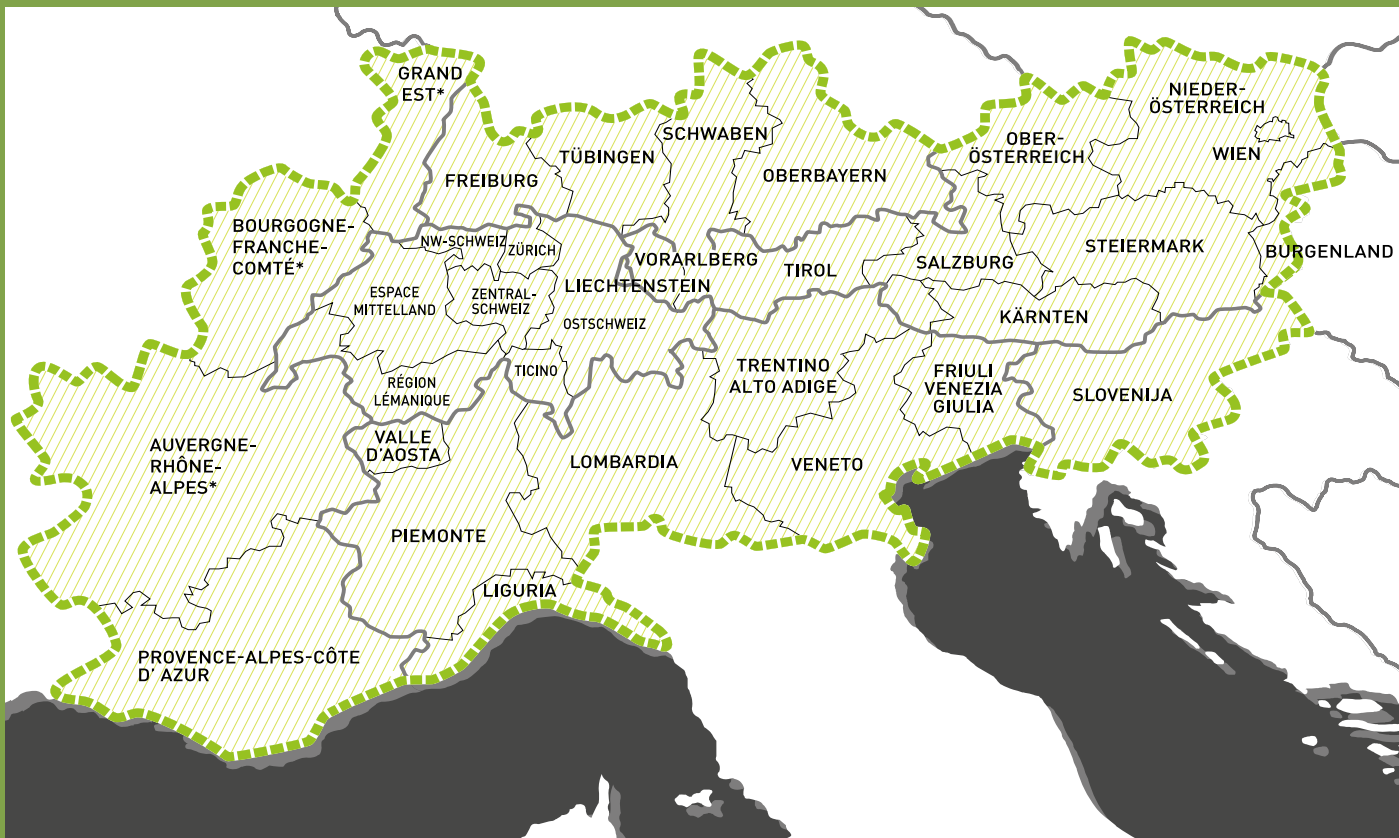 GRAND
EST*
NIEDER-
ÖSTERREICH
SCHWABEN
OBER-
ÖSTERREICH
TÜBINGEN
WIEN
OBERBAYERN
FREIBURG
BOURGOGNE-
FRANCHE-
COMTÉ*
NW-SCHWEIZ
ZÜRICH
STEIERMARK
BURGENLAND
VORARLBERG
TIROL
SALZBURG
LIECHTENSTEIN
ESPACE
MITTELLAND
ZENTRAL-
SCHWEIZ
OSTSCHWEIZ
KÄRNTEN
TICINO
TRENTINO
ALTO ADIGE
FRIULI
VENEZIA
GIULIA
RÉGION
LÉMANIQUE
SLOVENIJA
VALLE
D'AOSTA
AUVERGNE-
RHÔNE-
ALPES*
LOMBARDIA
VENETO
PIEMONTE
LIGURIA
PROVENCE-ALPES-CÔTE
D' AZUR